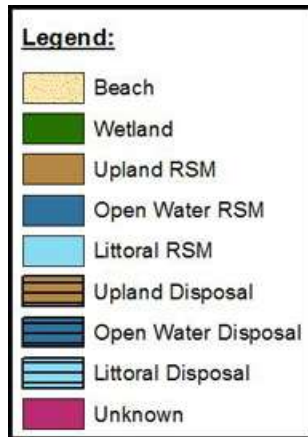 Legend:
Beach
Wetland
Upland RSM
Open Water RSM
Littoral RSM
Upland Disposal
Open Water Disposal
Littoral Disposal
Unknown